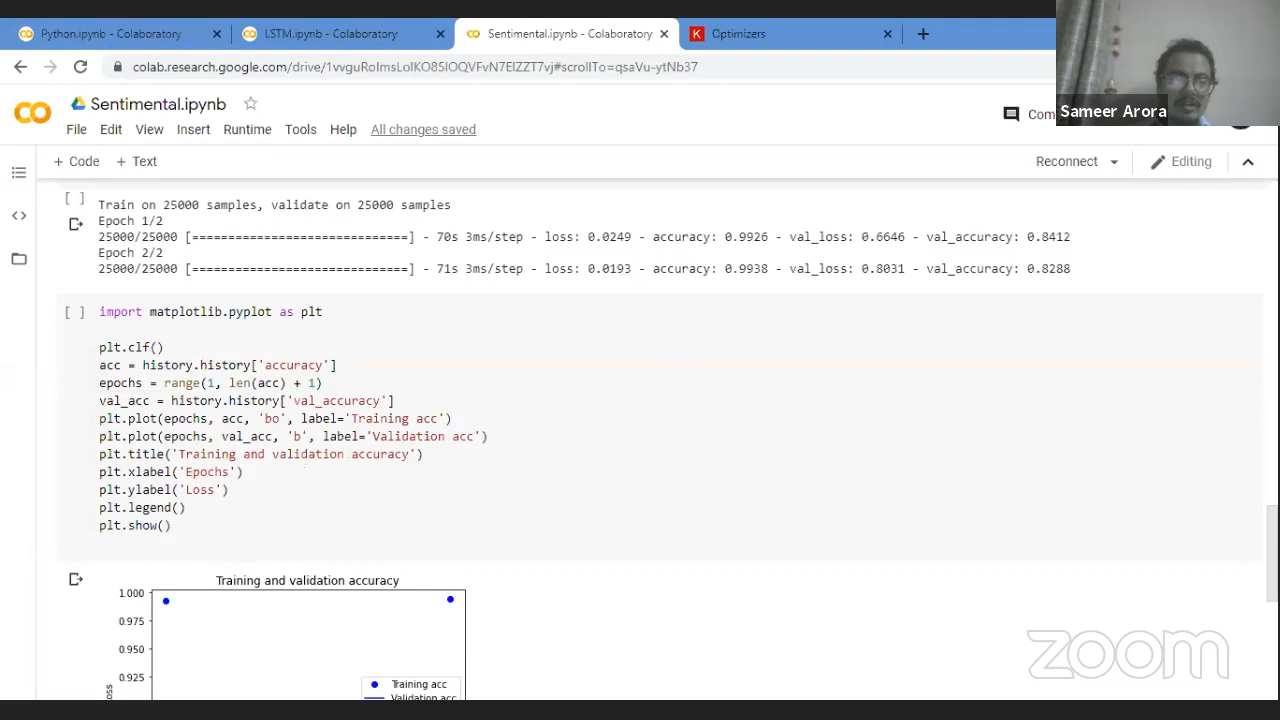 Python.ipynb - Colaboratory
LSTM.ipynb - Colaboratory
Sentimental.ipynb - Colaboratory
K Optimizers
colab.research.google.com/drive/1vvguRoImsLoIKO85IOQVFvN7EIZZT7vj#scrollTo=qsaVu-ytNb37
Sameer Arora
CO Sentimental.ipynb
File Edit View Insert Runtime Tools Help All changes saved
+ Code + Text
Reconnect
Editing
[ ] Train on 25000 samples, validate on 25000 samples
Epoch 1/2
25000/25000 [==============================] - 70s 3ms/step - loss: 0.0249 - accuracy: 0.9926 - val_loss: 0.6646 - val_accuracy: 0.8412
Epoch 2/2
25000/25000 [==============================] - 71s 3ms/step - loss: 0.0193 - accuracy: 0.9938 - val_loss: 0.8031 - val_accuracy: 0.8288
[ ] import matplotlib.pyplot as plt
plt.clf()
acc = history.history['accuracy']
epochs = range(1, len(acc) + 1)
val_acc = history.history['val_accuracy']
plt.plot(epochs, acc, 'bo', label='Training acc')
plt.plot(epochs, val_acc, 'b', label='Validation acc')
plt.title('Training and validation accuracy')
plt.xlabel('Epochs')
plt.ylabel('Loss')
plt.legend()
plt.show()
Training and validation accuracy
1.000
0.975
0.950
0.925
Training acc
Validation acc
zoom